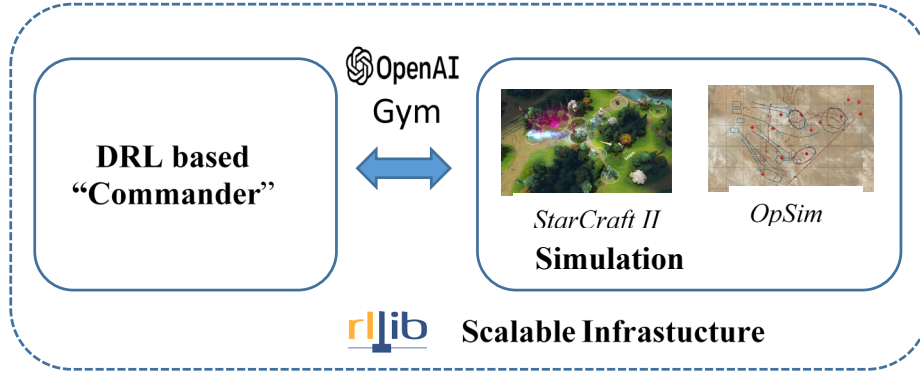 OpenAI
Gym
DRL based
“Commander”
StarCraft II
OpSim
Simulation
rllib
Scalable Infrastucture